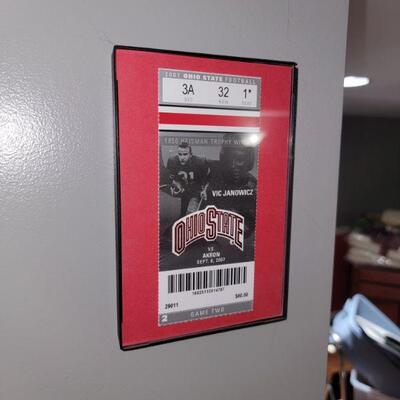 2007 OHIO STATE FOOTBALL
3A 32 1*
SEC ROW SEAT
1950 HEISMAN TROPHY WINNER
31
VIC JANOWICZ
OHIO STATE
VS.
AKRON
SEPT. 8, 2007
29011 $60.00
2 GAME TWO